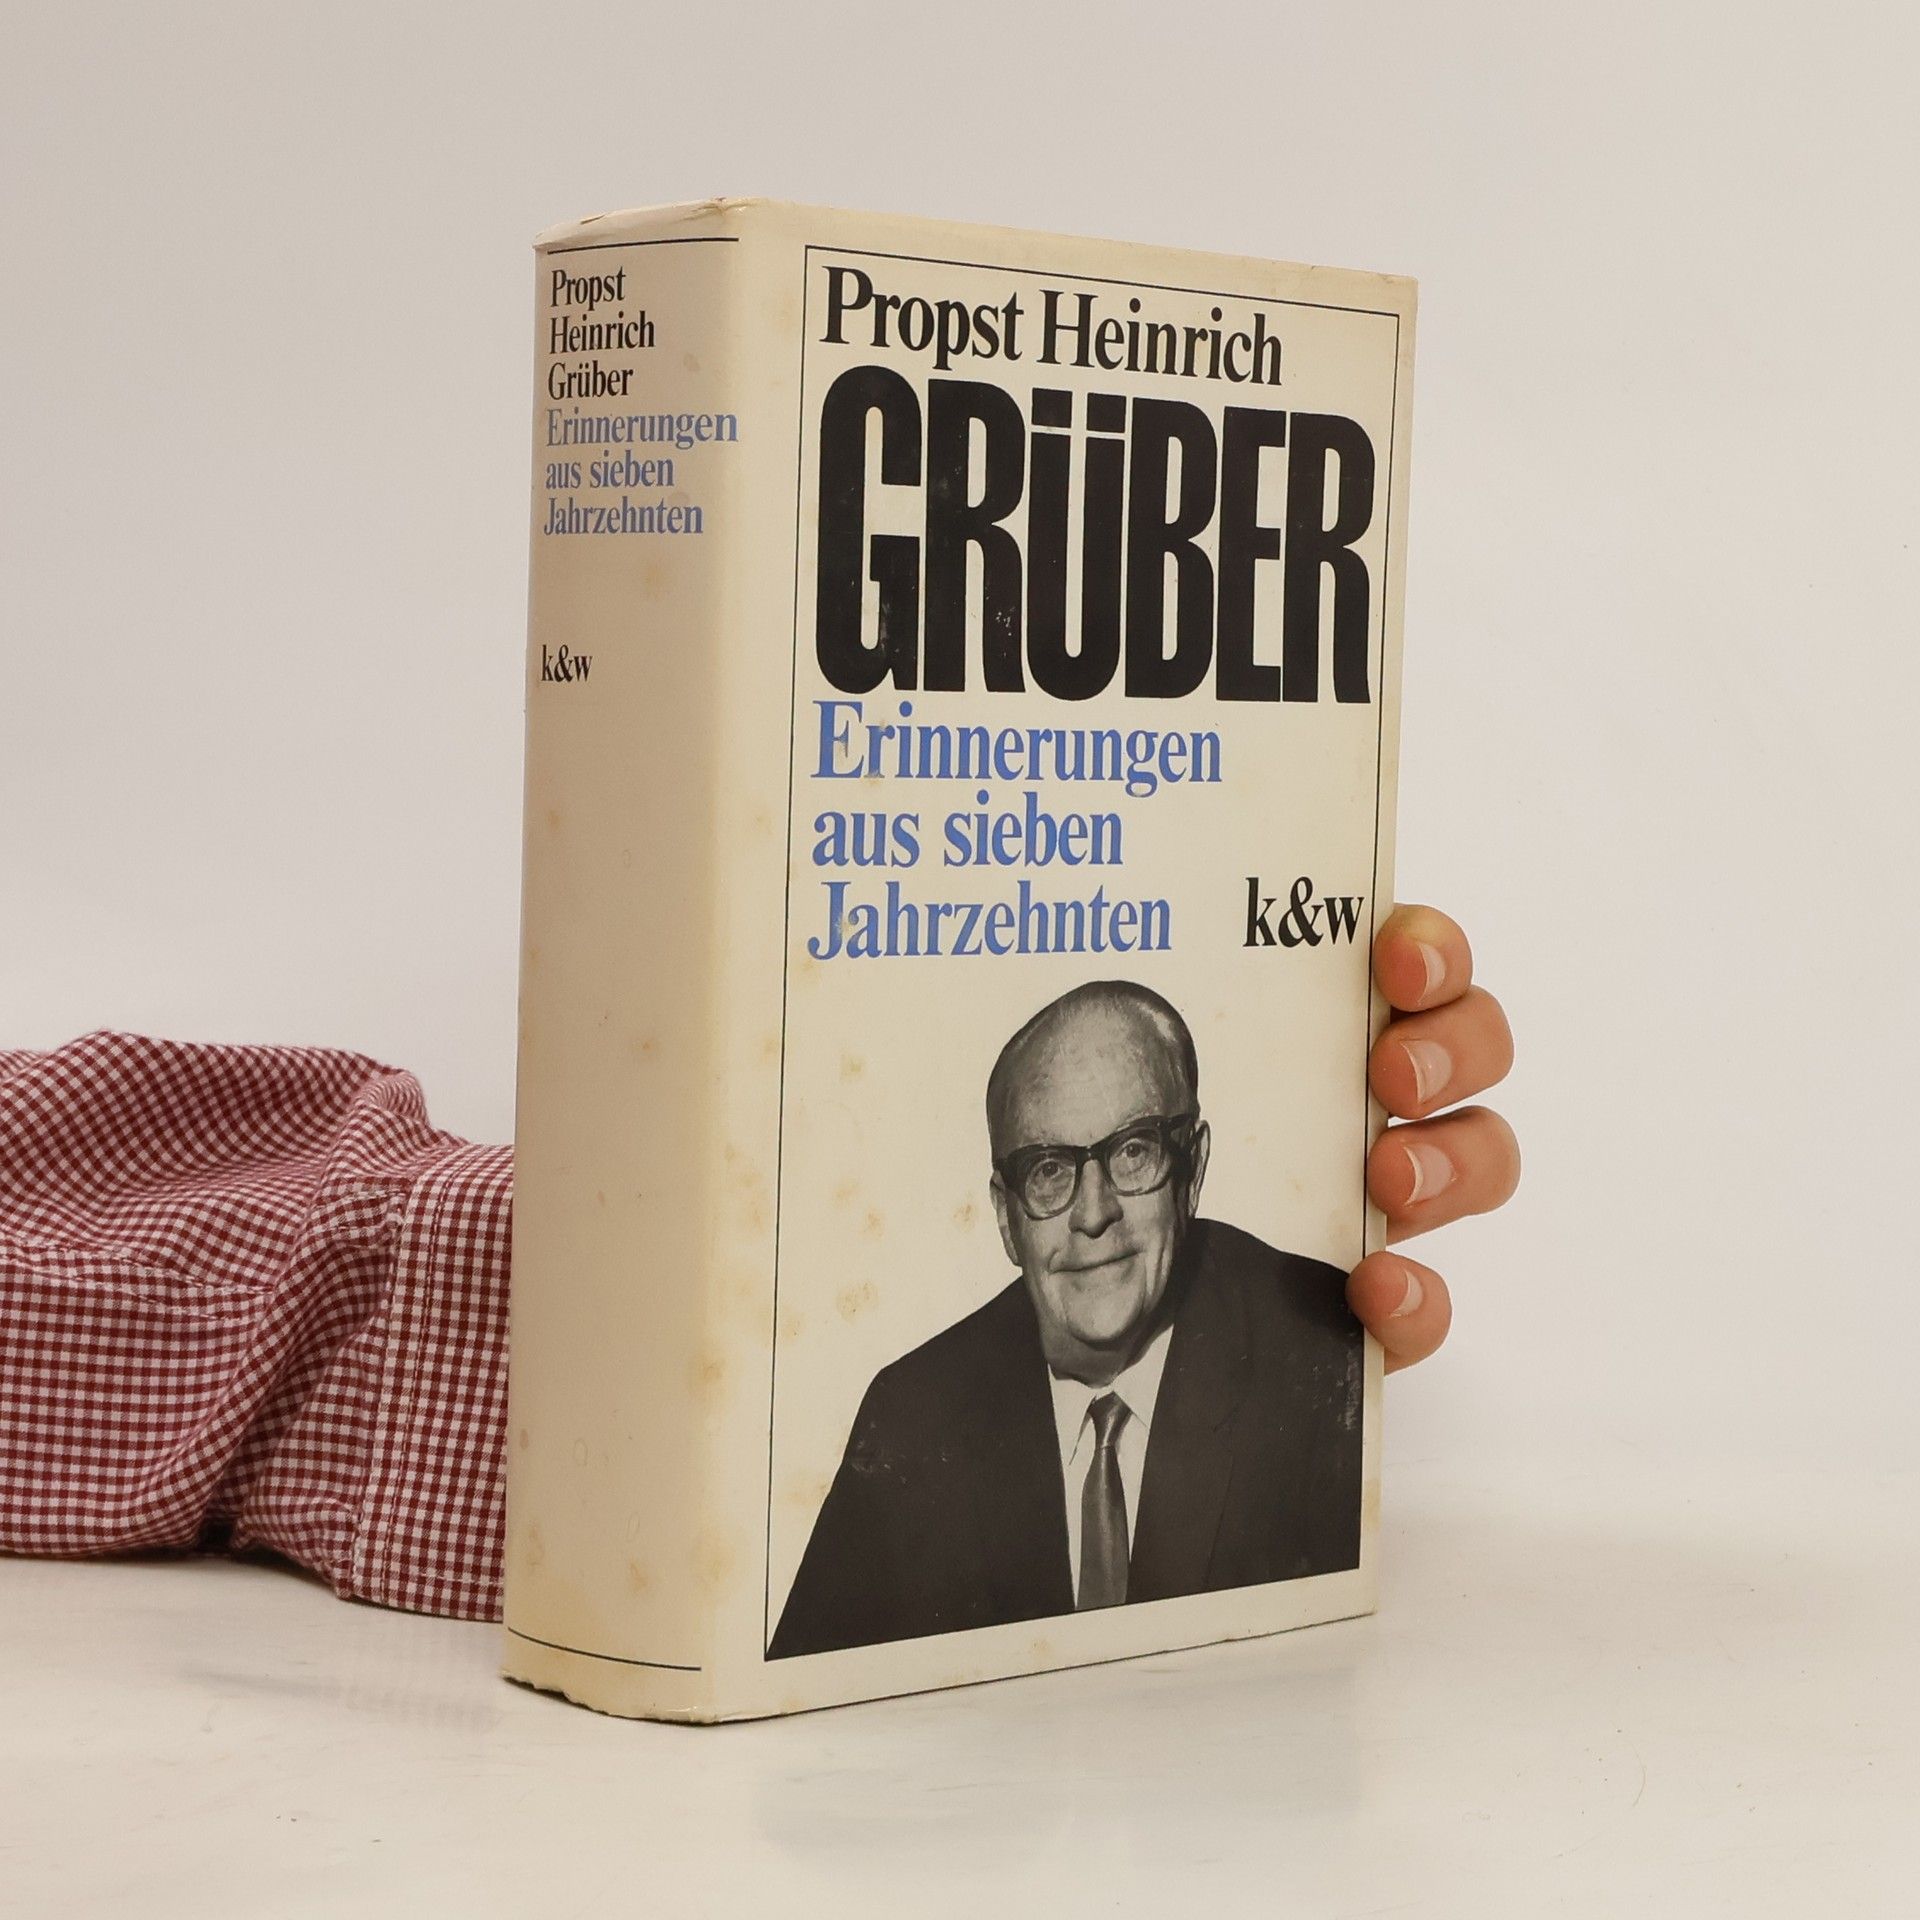 Propst
Heinrich
Grüber
Erinnerungen
aus sieben
Jahrzehnten
k&w
Propst Heinrich
GRÜBER
Erinnerungen
aus sieben
Jahrzehnten
k&w